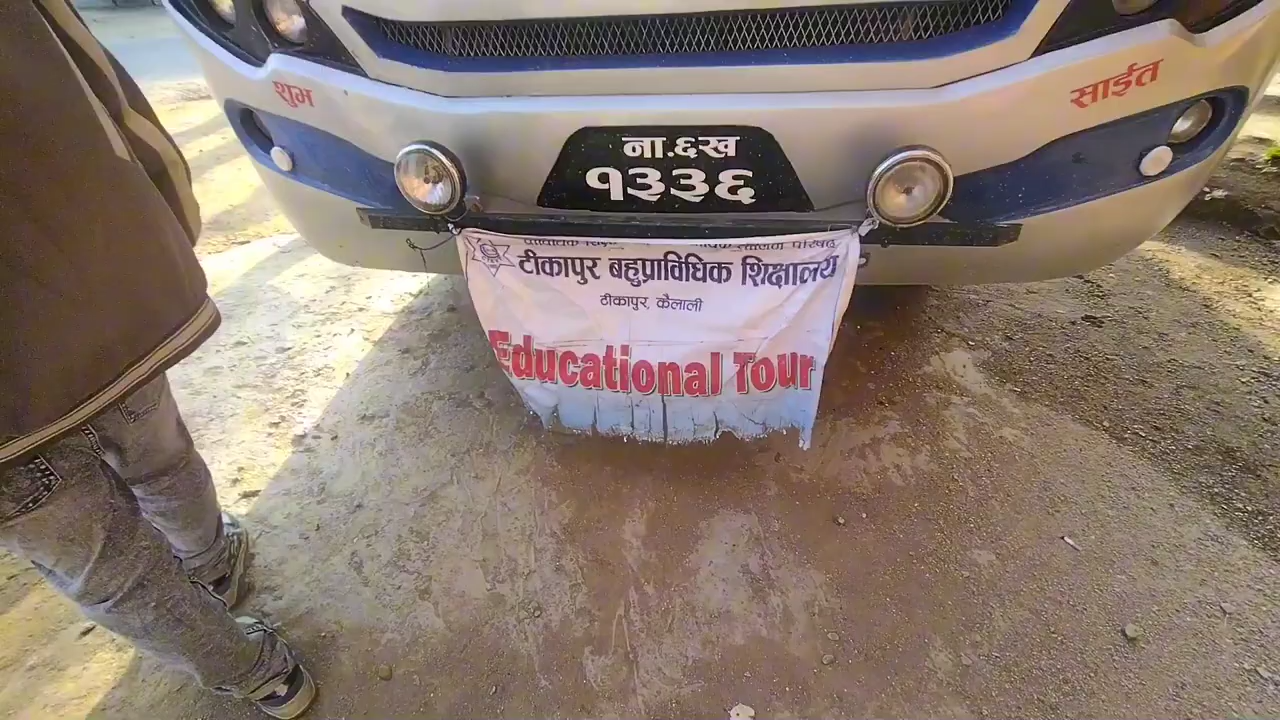 शुभ
साईत
ना.६ख
१३३६
टीकापुर बहुप्राविधिक शिक्षालय
टीकापुर, कैलाली
Educational Tour